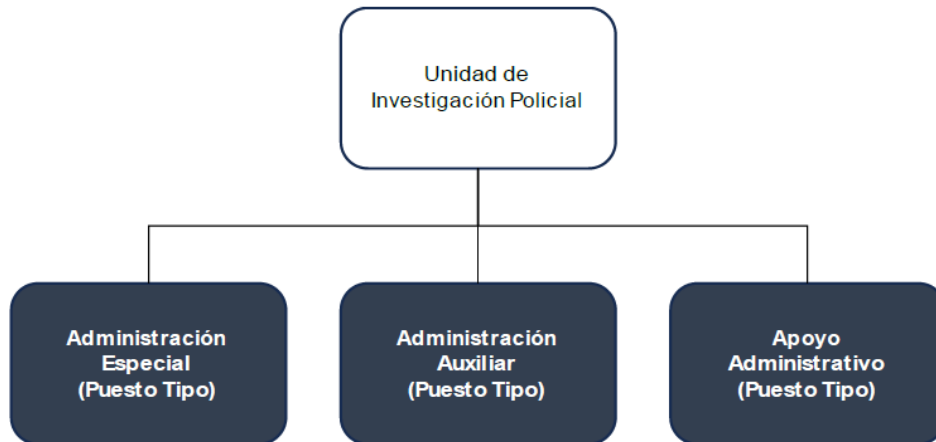 Unidad de
Investigación Policial
Administración
Especial
(Puesto Tipo)
Administración
Auxiliar
(Puesto Tipo)
Apoyo
Administrativo
(Puesto Tipo)